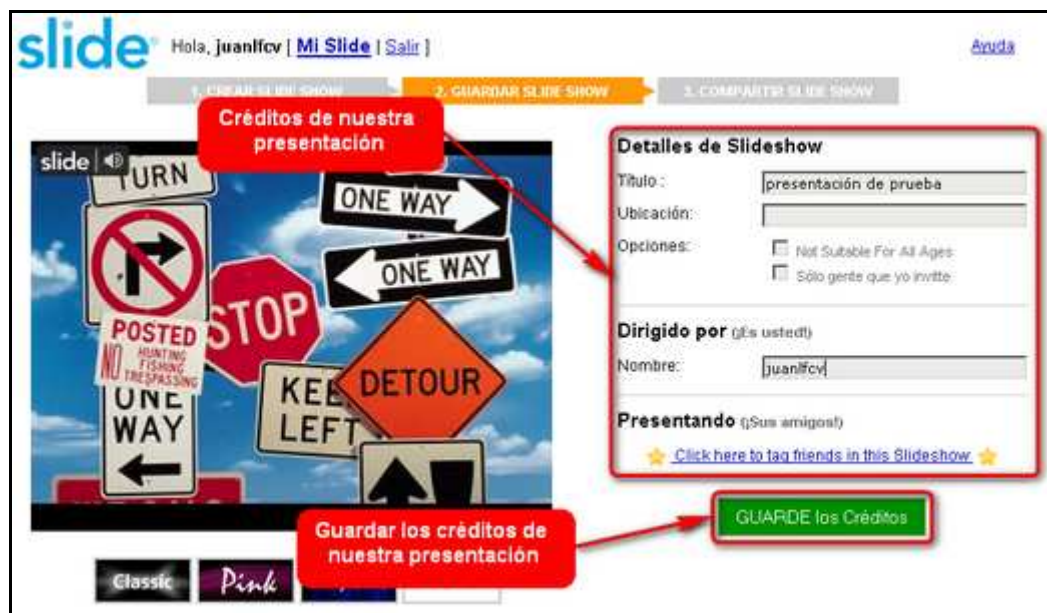 slide Hola, juanlfcv [ Mi Slide | Salir ] Ayuda
1. CREAR SLIDE SHOW 2. GUARDAR SLIDE SHOW 3. COMPARTIR SLIDE SHOW
Créditos de nuestra
presentación
slide
TURN
ONE WAY
ONE WAY
STOP
POSTED
NO HUNTING
FISHING
TRESPASSING
ONE
WAY
KEEP
LEFT
DETOUR
Detalles de Slideshow
Título : presentación de prueba
Ubicación:
Opciones: Not Suitable For All Ages
Sólo gente que yo invitte
Dirigido por (¡Es usted!)
Nombre: juanlfcv
Presentando (¡Sus amigos!)
Click here to tag friends in this Slideshow
GUARDE los Créditos
Guardar los créditos de
nuestra presentación
Classic Pink